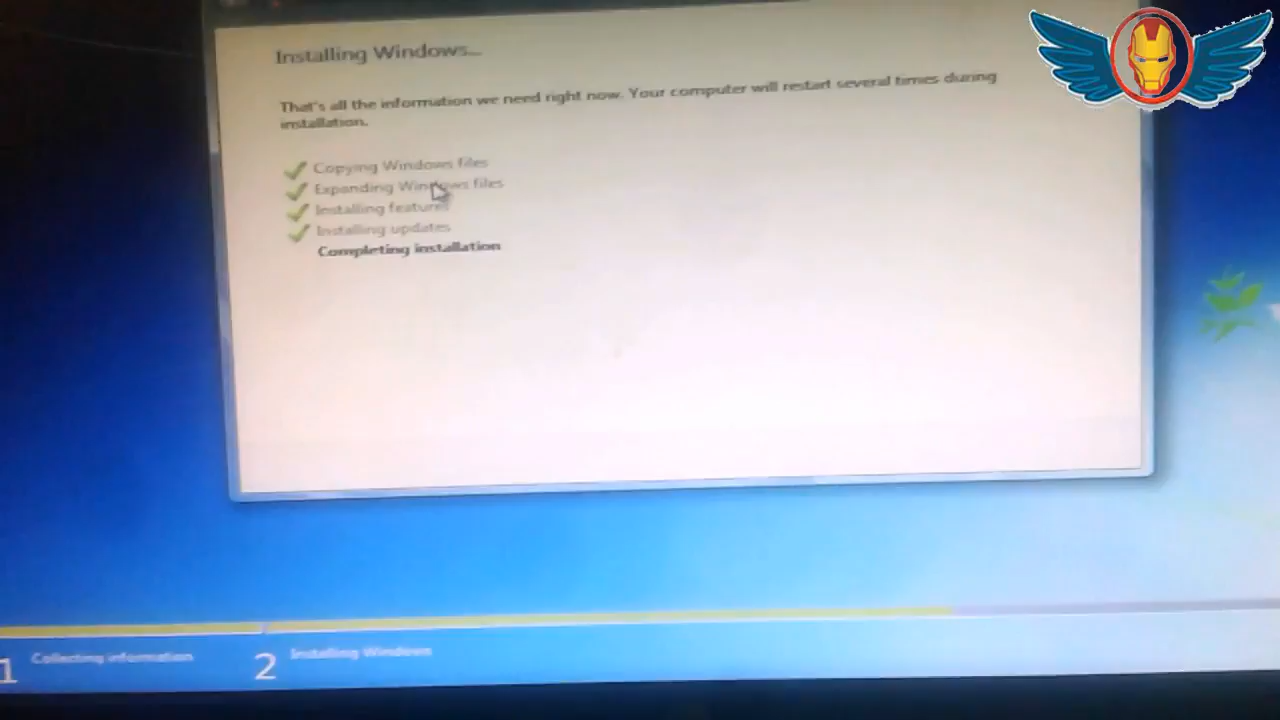 Installing Windows...
That's all the information we need right now. Your computer will restart several times during
installation.
Copying Windows files
Expanding Windows files
Installing features
Installing updates
Completing installation
1 Collecting information
2 Installing Windows